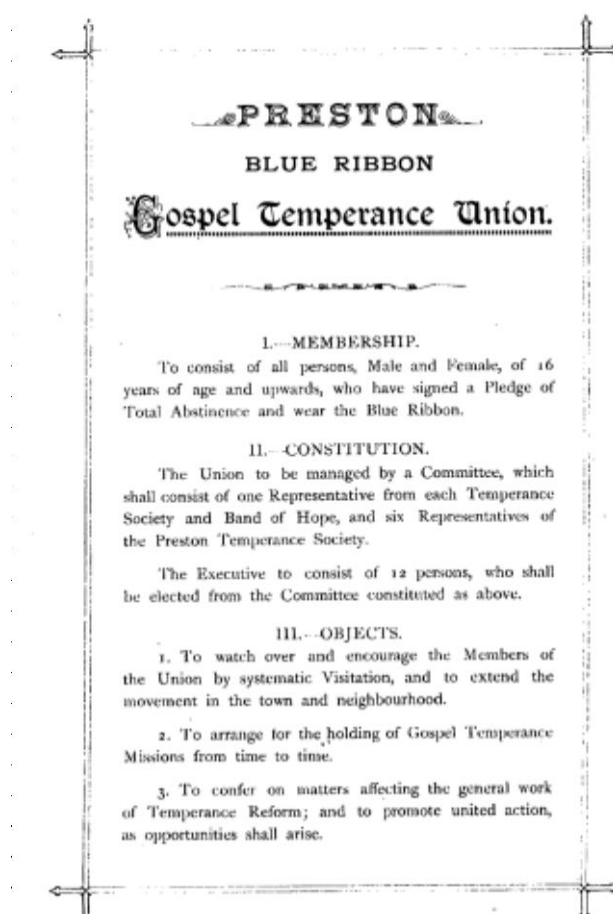 PRESTON
BLUE RIBBON
Gospel Temperance Union.
I.—MEMBERSHIP.
To consist of all persons, Male and Female, of 16
years of age and upwards, who have signed a Pledge of
Total Abstinence and wear the Blue Ribbon.
II.—CONSTITUTION.
The Union to be managed by a Committee, which
shall consist of one Representative from each Temperance
Society and Band of Hope, and six Representatives of
the Preston Temperance Society.
The Executive to consist of 12 persons, who shall
be elected from the Committee constituted as above.
III.—OBJECTS.
1. To watch over and encourage the Members of
the Union by systematic Visitation, and to extend the
movement in the town and neighbourhood.
2. To arrange for the holding of Gospel Temperance
Missions from time to time.
3. To confer on matters affecting the general work
of Temperance Reform; and to promote united action,
as opportunities shall arise.